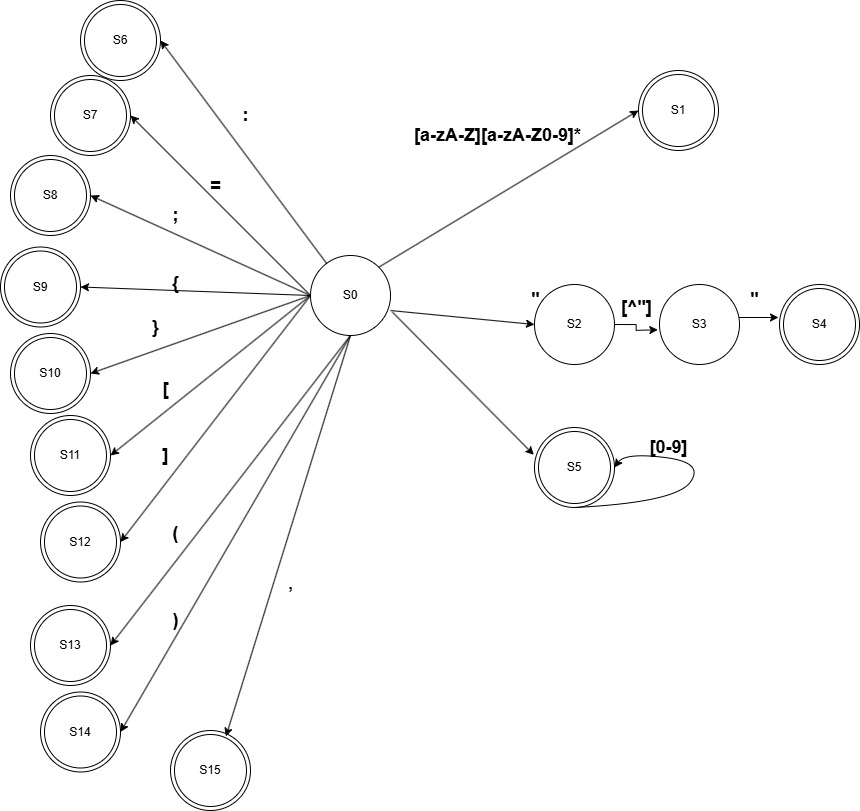 S6
:
S7
=
S8
;
S9
{
S10
}
S11
[
S12
]
S13
(
S14
)
S15
,
S0
[a-zA-Z][a-zA-Z0-9]*
S1
"
S2
[^"]
S3
"
S4
S5
[0-9]